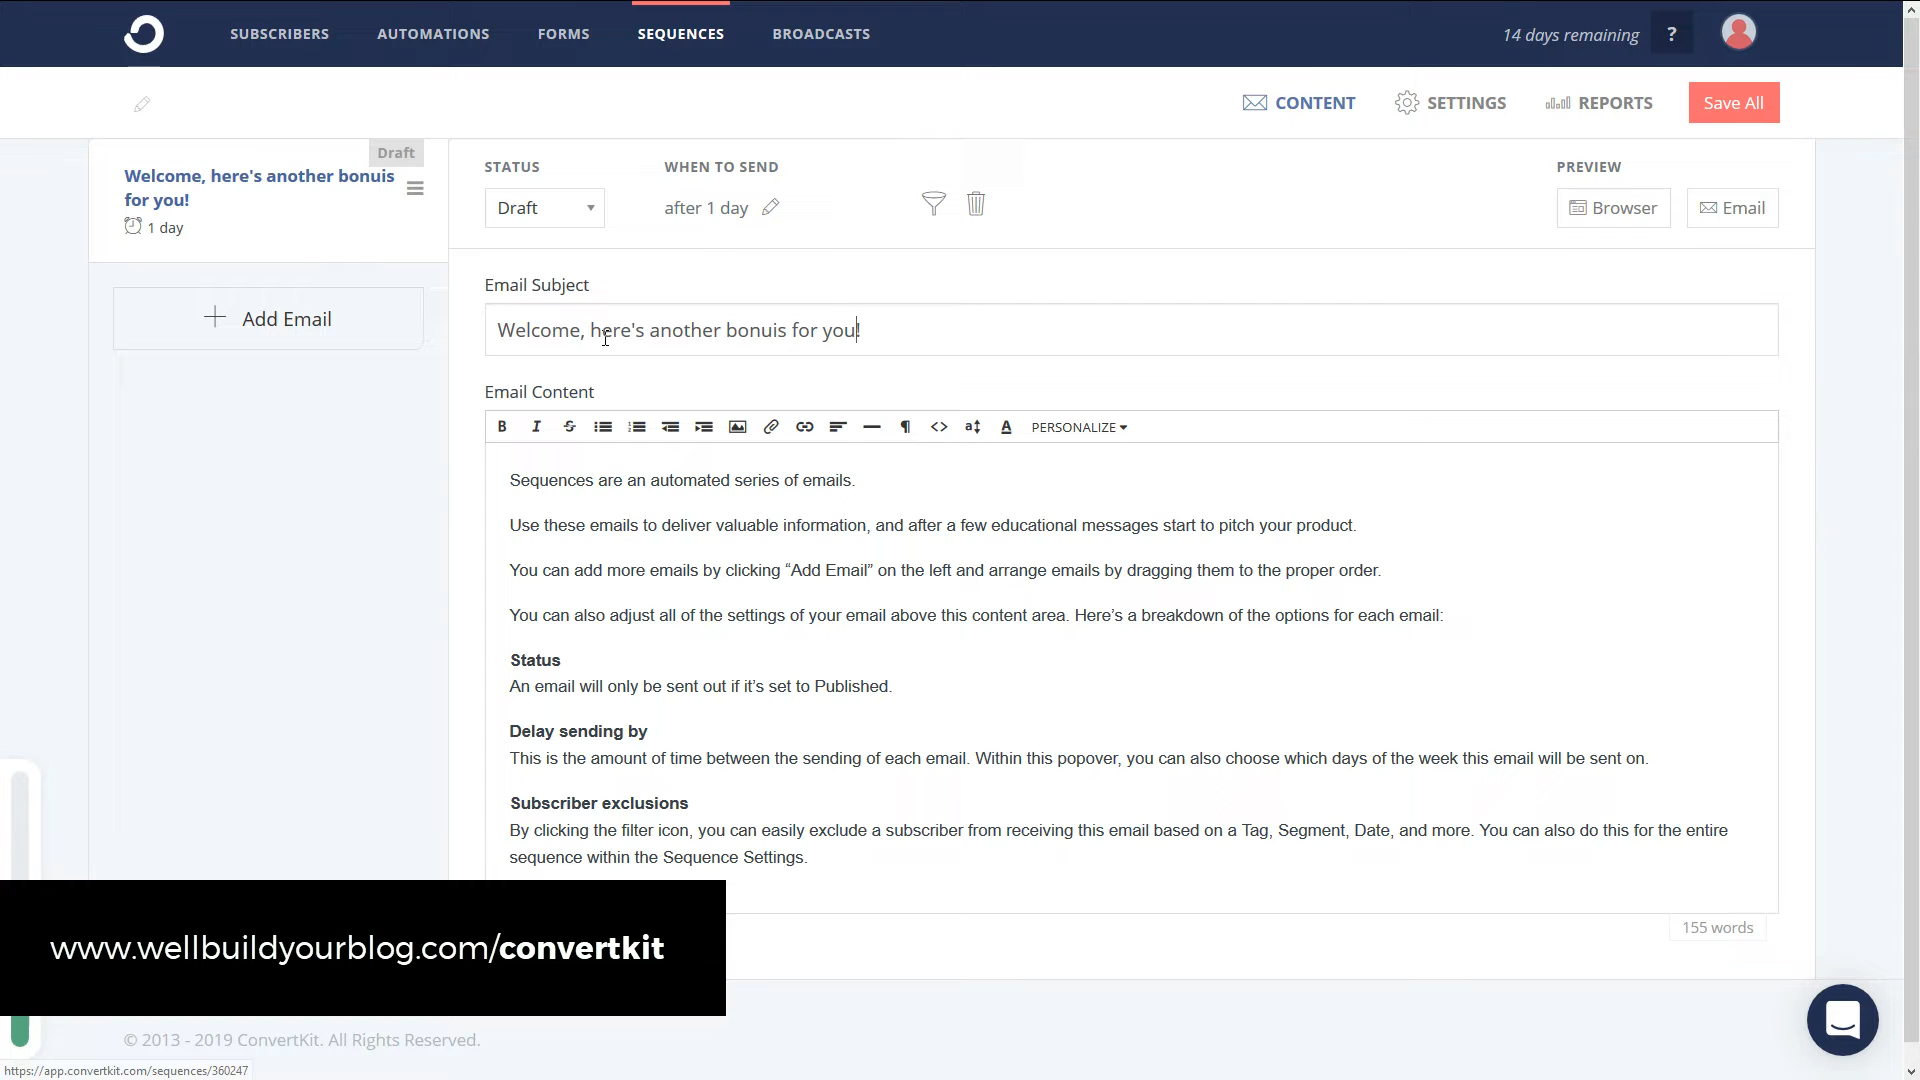 SUBSCRIBERS AUTOMATIONS FORMS SEQUENCES BROADCASTS 14 days remaining ?
CONTENT SETTINGS REPORTS Save All
Draft
Welcome, here's another bonuis
for you!
1 day
Add Email
STATUS WHEN TO SEND PREVIEW
Draft after 1 day Browser Email
Email Subject
Welcome, here's another bonuis for you!
Email Content
B I S PERSONALIZE
Sequences are an automated series of emails.
Use these emails to deliver valuable information, and after a few educational messages start to pitch your product.
You can add more emails by clicking “Add Email” on the left and arrange emails by dragging them to the proper order.
You can also adjust all of the settings of your email above this content area. Here’s a breakdown of the options for each email:
Status
An email will only be sent out if it’s set to Published.
Delay sending by
This is the amount of time between the sending of each email. Within this popover, you can also choose which days of the week this email will be sent on.
Subscriber exclusions
By clicking the filter icon, you can easily exclude a subscriber from receiving this email based on a Tag, Segment, Date, and more. You can also do this for the entire
sequence within the Sequence Settings.
155 words
www.wellbuildyourblog.com/convertkit
© 2013 - 2019 ConvertKit. All Rights Reserved.
https://app.convertkit.com/sequences/360247